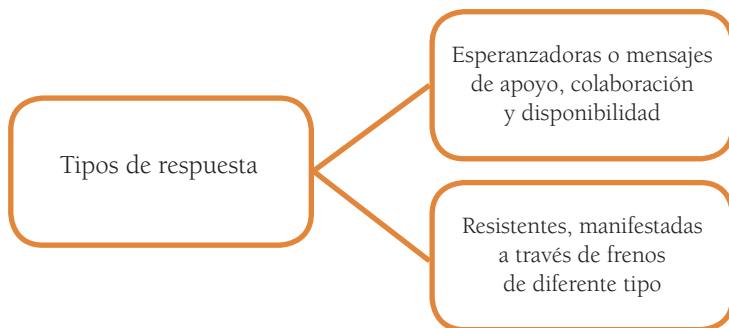 Tipos de respuesta
Esperanzadoras o mensajes
de apoyo, colaboración
y disponibilidad
Resistentes, manifestadas
a través de frenos
de diferente tipo